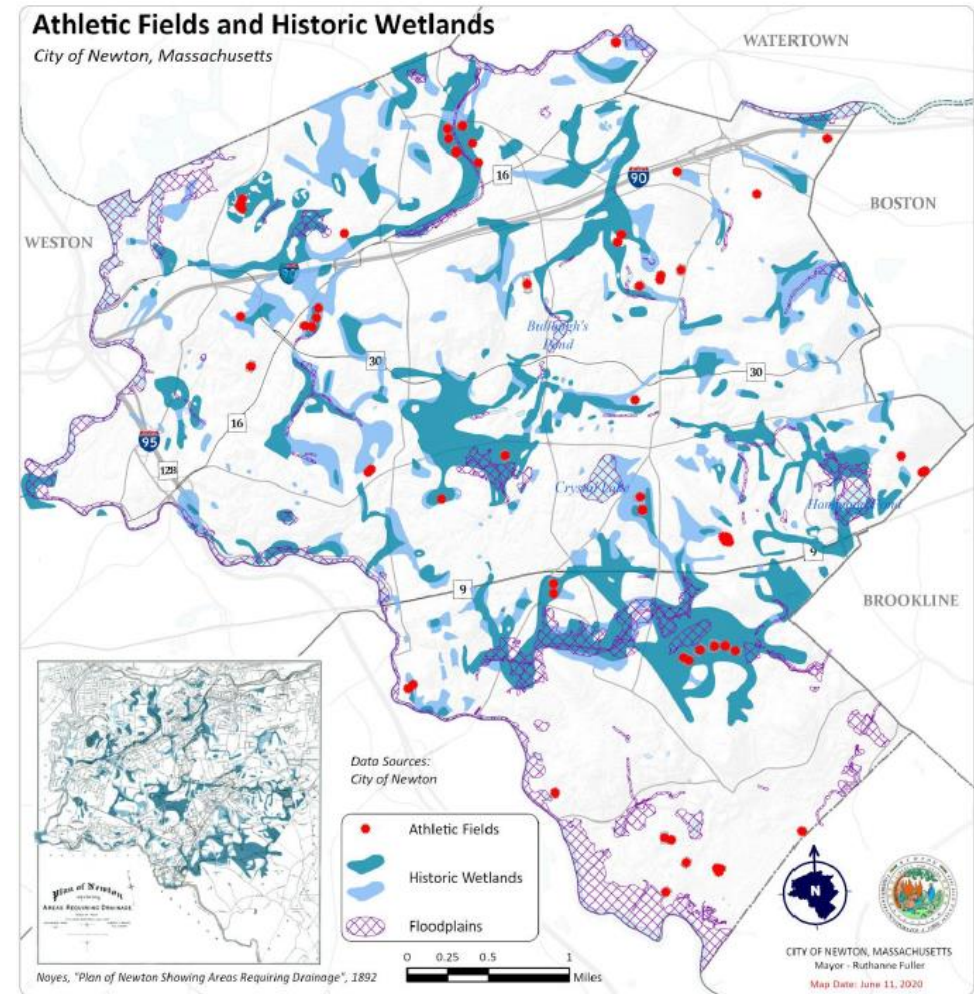 Athletic Fields and Historic Wetlands
City of Newton, Massachusetts
WATERTOWN
16
90
BOSTON
WESTON
Bullough's
Pond
30
30
16
95
128
Crystal Lake
Pond
9
9
BROOKLINE
Data Sources:
City of Newton
Athletic Fields
Historic Wetlands
Floodplains
0 0.25 0.5 1
Miles
Plan of Newton
AREAS REQUIRING DRAINAGE
Noyes, "Plan of Newton Showing Areas Requiring Drainage", 1892
N
CITY OF NEWTON, MASSACHUSETTS
Mayor - Ruthanne Fuller
Map Date: June 11, 2020